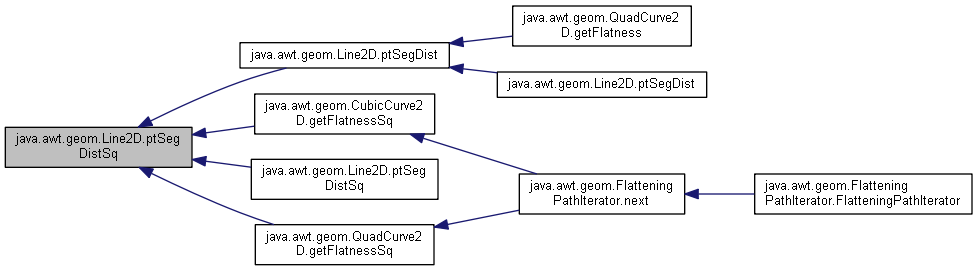 java.awt.geom.QuadCurve2
D.getFlatness
java.awt.geom.Line2D.ptSegDist
java.awt.geom.Line2D.ptSegDist
java.awt.geom.CubicCurve2
D.getFlatnessSq
java.awt.geom.Line2D.ptSeg
DistSq
java.awt.geom.Line2D.ptSeg
DistSq
java.awt.geom.Flattening
PathIterator.next
java.awt.geom.Flattening
PathIterator.FlatteningPathIterator
java.awt.geom.QuadCurve2
D.getFlatnessSq